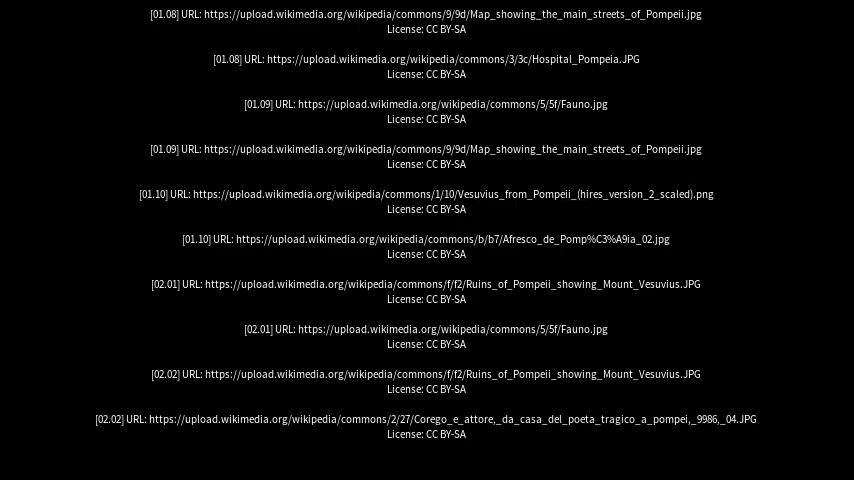 [01.08] URL: https://upload.wikimedia.org/wikipedia/commons/9/9d/Map_showing_the_main_streets_of_Pompeii.jpg
License: CC BY-SA
[01.08] URL: https://upload.wikimedia.org/wikipedia/commons/3/3c/Hospital_Pompeia.JPG
License: CC BY-SA
[01.09] URL: https://upload.wikimedia.org/wikipedia/commons/5/5f/Fauno.jpg
License: CC BY-SA
[01.09] URL: https://upload.wikimedia.org/wikipedia/commons/9/9d/Map_showing_the_main_streets_of_Pompeii.jpg
License: CC BY-SA
[01.10] URL: https://upload.wikimedia.org/wikipedia/commons/1/10/Vesuvius_from_Pompeii_(hires_version_2_scaled).png
License: CC BY-SA
[01.10] URL: https://upload.wikimedia.org/wikipedia/commons/b/b7/Afresco_de_Pomp%C3%A9ia_02.jpg
License: CC BY-SA
[02.01] URL: https://upload.wikimedia.org/wikipedia/commons/f/f2/Ruins_of_Pompeii_showing_Mount_Vesuvius.JPG
License: CC BY-SA
[02.01] URL: https://upload.wikimedia.org/wikipedia/commons/5/5f/Fauno.jpg
License: CC BY-SA
[02.02] URL: https://upload.wikimedia.org/wikipedia/commons/f/f2/Ruins_of_Pompeii_showing_Mount_Vesuvius.JPG
License: CC BY-SA
[02.02] URL: https://upload.wikimedia.org/wikipedia/commons/2/27/Corego_e_attore,_da_casa_del_poeta_tragico_a_pompei,_9986,_04.JPG
License: CC BY-SA